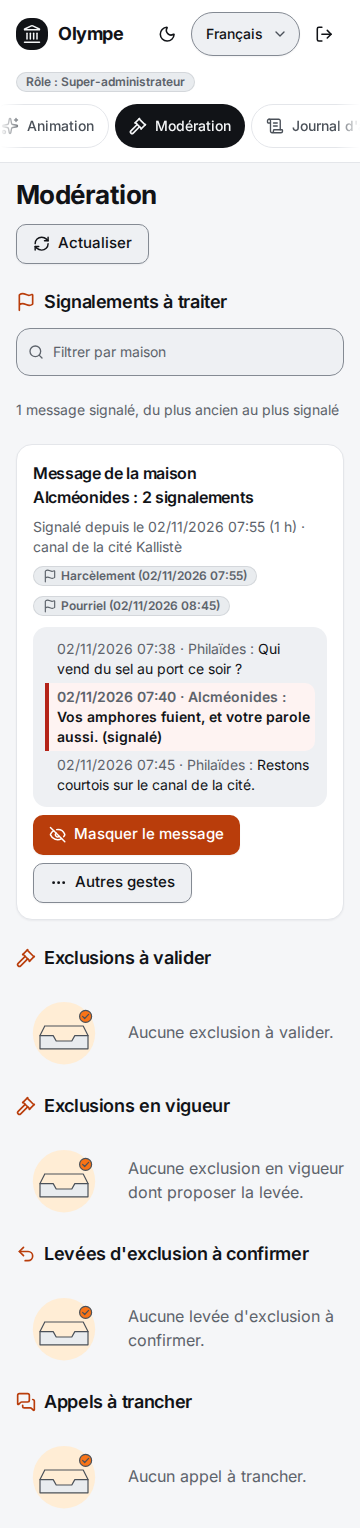 Olympe
Français
Rôle : Super-administrateur
Animation
Modération
Journal d'
Modération
Actualiser
Signalements à traiter
Filtrer par maison
1 message signalé, du plus ancien au plus signalé
Message de la maison
Alcméonides : 2 signalements
Signalé depuis le 02/11/2026 07:55 (1 h) ·
canal de la cité Kallistè
Harcèlement (02/11/2026 07:55)
Pourriel (02/11/2026 08:45)
02/11/2026 07:38 · Philaïdes : Qui
vend du sel au port ce soir ?
02/11/2026 07:40 · Alcméonides :
Vos amphores fuient, et votre parole
aussi. (signalé)
02/11/2026 07:45 · Philaïdes : Restons
courtois sur le canal de la cité.
Masquer le message
Autres gestes
Exclusions à valider
Aucune exclusion à valider.
Exclusions en vigueur
Aucune exclusion en vigueur
dont proposer la levée.
Levées d'exclusion à confirmer
Aucune levée d'exclusion à
confirmer.
Appels à trancher
Aucun appel à trancher.